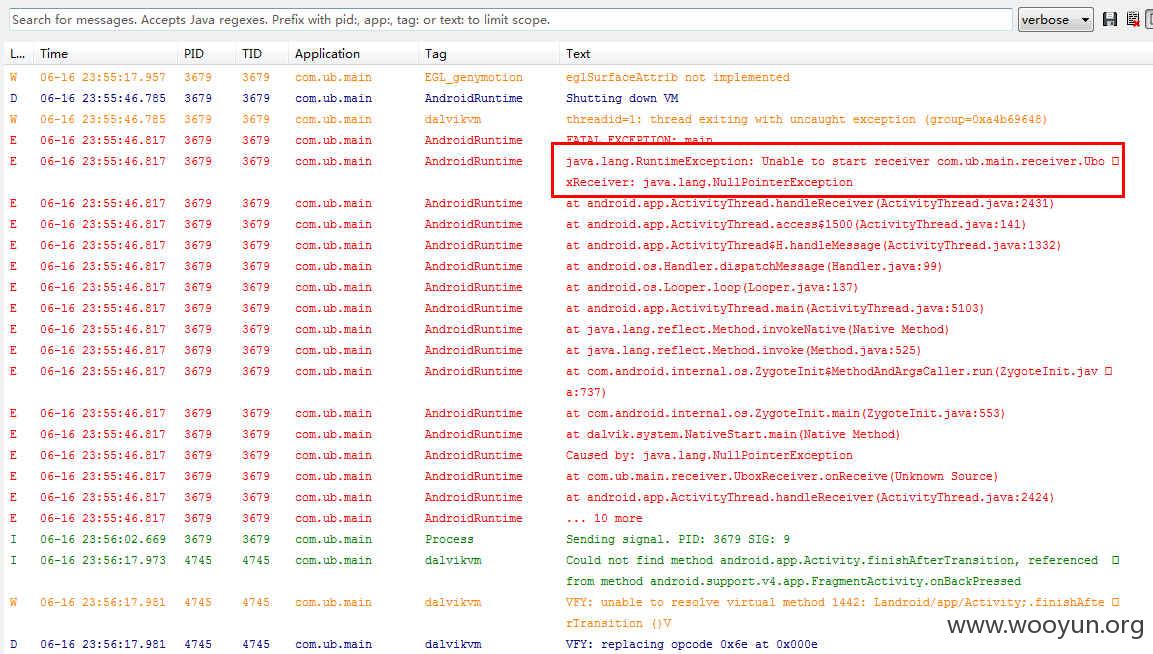 Search for messages. Accepts Java regexes. Prefix with pid:, app:, tag: or text: to limit scope. verbose
L... Time PID TID Application Tag Text
W 06-16 23:55:17.957 3679 3679 com.ub.main EGL_genymotion eglSurfaceAttrib not implemented
D 06-16 23:55:46.785 3679 3679 com.ub.main AndroidRuntime Shutting down VM
W 06-16 23:55:46.785 3679 3679 com.ub.main dalvikvm threadid=1: thread exiting with uncaught exception (group=0xa4b69648)
E 06-16 23:55:46.817 3679 3679 com.ub.main AndroidRuntime FATAL EXCEPTION: main
E 06-16 23:55:46.817 3679 3679 com.ub.main AndroidRuntime java.lang.RuntimeException: Unable to start receiver com.ub.main.receiver.Ubo
xReceiver: java.lang.NullPointerException
E 06-16 23:55:46.817 3679 3679 com.ub.main AndroidRuntime at android.app.ActivityThread.handleReceiver(ActivityThread.java:2431)
E 06-16 23:55:46.817 3679 3679 com.ub.main AndroidRuntime at android.app.ActivityThread.access$1500(ActivityThread.java:141)
E 06-16 23:55:46.817 3679 3679 com.ub.main AndroidRuntime at android.app.ActivityThread$H.handleMessage(ActivityThread.java:1332)
E 06-16 23:55:46.817 3679 3679 com.ub.main AndroidRuntime at android.os.Handler.dispatchMessage(Handler.java:99)
E 06-16 23:55:46.817 3679 3679 com.ub.main AndroidRuntime at android.os.Looper.loop(Looper.java:137)
E 06-16 23:55:46.817 3679 3679 com.ub.main AndroidRuntime at android.app.ActivityThread.main(ActivityThread.java:5103)
E 06-16 23:55:46.817 3679 3679 com.ub.main AndroidRuntime at java.lang.reflect.Method.invokeNative(Native Method)
E 06-16 23:55:46.817 3679 3679 com.ub.main AndroidRuntime at java.lang.reflect.Method.invoke(Method.java:525)
E 06-16 23:55:46.817 3679 3679 com.ub.main AndroidRuntime at com.android.internal.os.ZygoteInit$MethodAndArgsCaller.run(ZygoteInit.jav
a:737)
E 06-16 23:55:46.817 3679 3679 com.ub.main AndroidRuntime at com.android.internal.os.ZygoteInit.main(ZygoteInit.java:553)
E 06-16 23:55:46.817 3679 3679 com.ub.main AndroidRuntime at dalvik.system.NativeStart.main(Native Method)
E 06-16 23:55:46.817 3679 3679 com.ub.main AndroidRuntime Caused by: java.lang.NullPointerException
E 06-16 23:55:46.817 3679 3679 com.ub.main AndroidRuntime at com.ub.main.receiver.UboxReceiver.onReceive(Unknown Source)
E 06-16 23:55:46.817 3679 3679 com.ub.main AndroidRuntime at android.app.ActivityThread.handleReceiver(ActivityThread.java:2424)
E 06-16 23:55:46.817 3679 3679 com.ub.main AndroidRuntime ... 10 more
I 06-16 23:56:02.669 3679 3679 com.ub.main Process Sending signal. PID: 3679 SIG: 9
I 06-16 23:56:17.973 4745 4745 com.ub.main dalvikvm Could not find method android.app.Activity.finishAfterTransition, referenced
from method android.support.v4.app.FragmentActivity.onBackPressed
W 06-16 23:56:17.981 4745 4745 com.ub.main dalvikvm VFY: unable to resolve virtual method 1442: Landroid/app/Activity;.finishAfte
rTransition ()V
D 06-16 23:56:17.981 4745 4745 com.ub.main dalvikvm VFY: replacing opcode 0x6e at 0x000e
www.wooyun.org